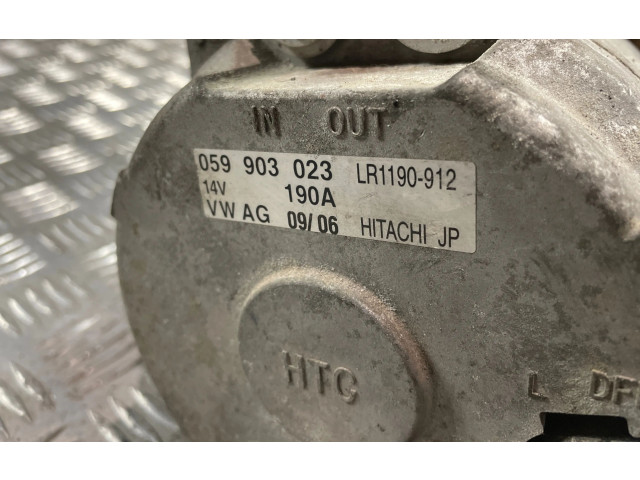 IN OUT
059 903 023 LR1190-912
14V 190A
VW AG 09/06 HITACHI JP
HTC
L DF